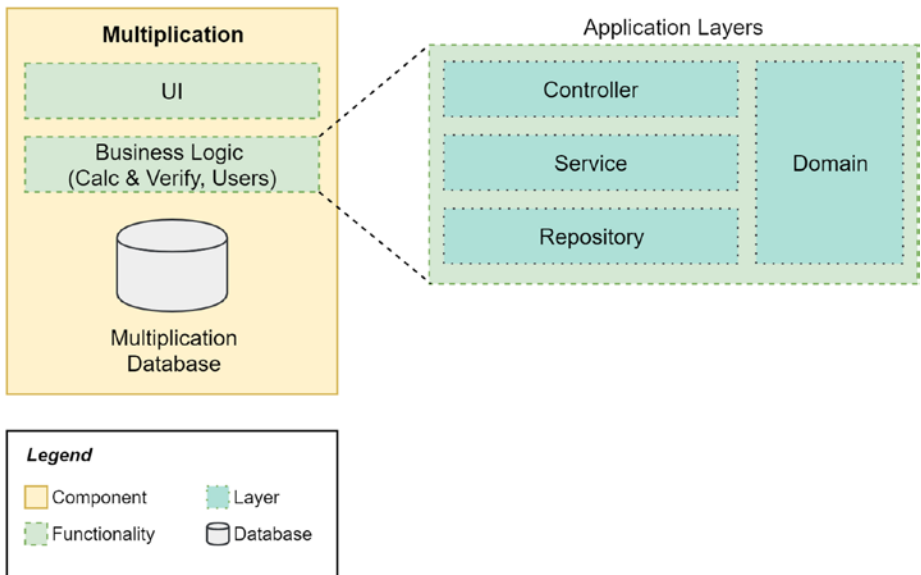 Multiplication
UI
Business Logic
(Calc & Verify, Users)
Multiplication
Database
Application Layers
Controller
Service
Repository
Domain
Legend
Component
Layer
Functionality
Database